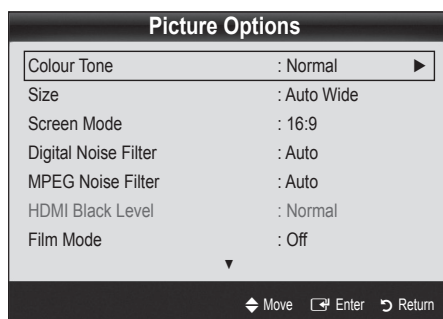 Picture Options
Colour Tone : Normal ►
Size : Auto Wide
Screen Mode : 16:9
Digital Noise Filter : Auto
MPEG Noise Filter : Auto
HDMI Black Level : Normal
Film Mode : Off
▼
Move Enter Return